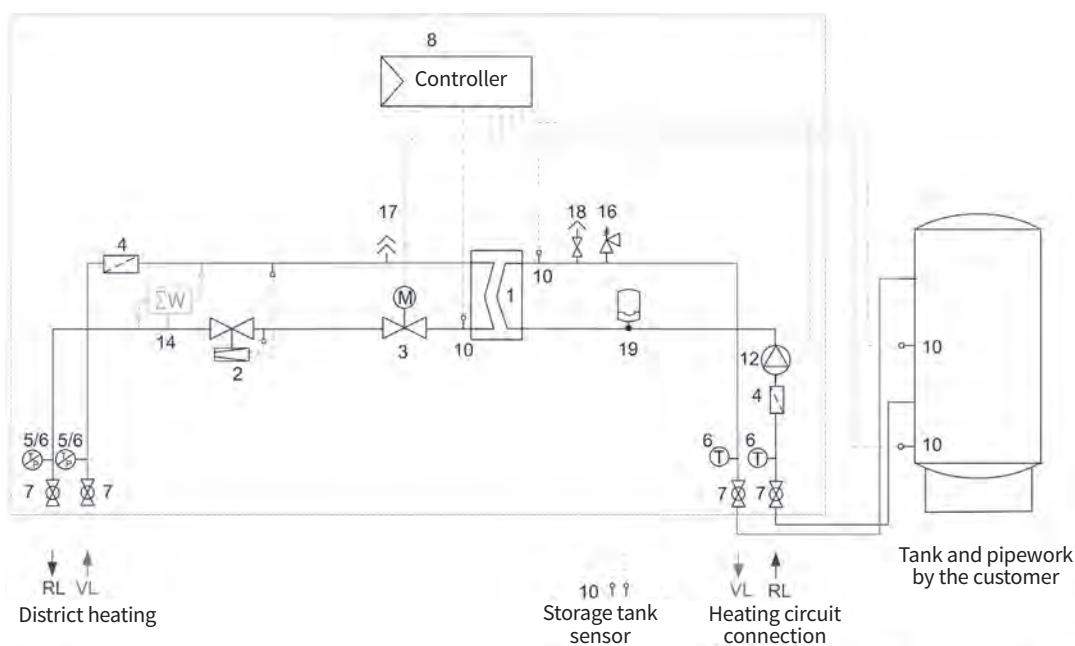 8
Controller
17
18
16
4
10
1
ΣW
M
14
2
3
10
19
12
10
4
5/6
5/6
6
6
T
T
10
7
7
7
7
RL
VL
District heating
10
Storage tank
sensor
VL
RL
Heating circuit
connection
Tank and pipework
by the customer